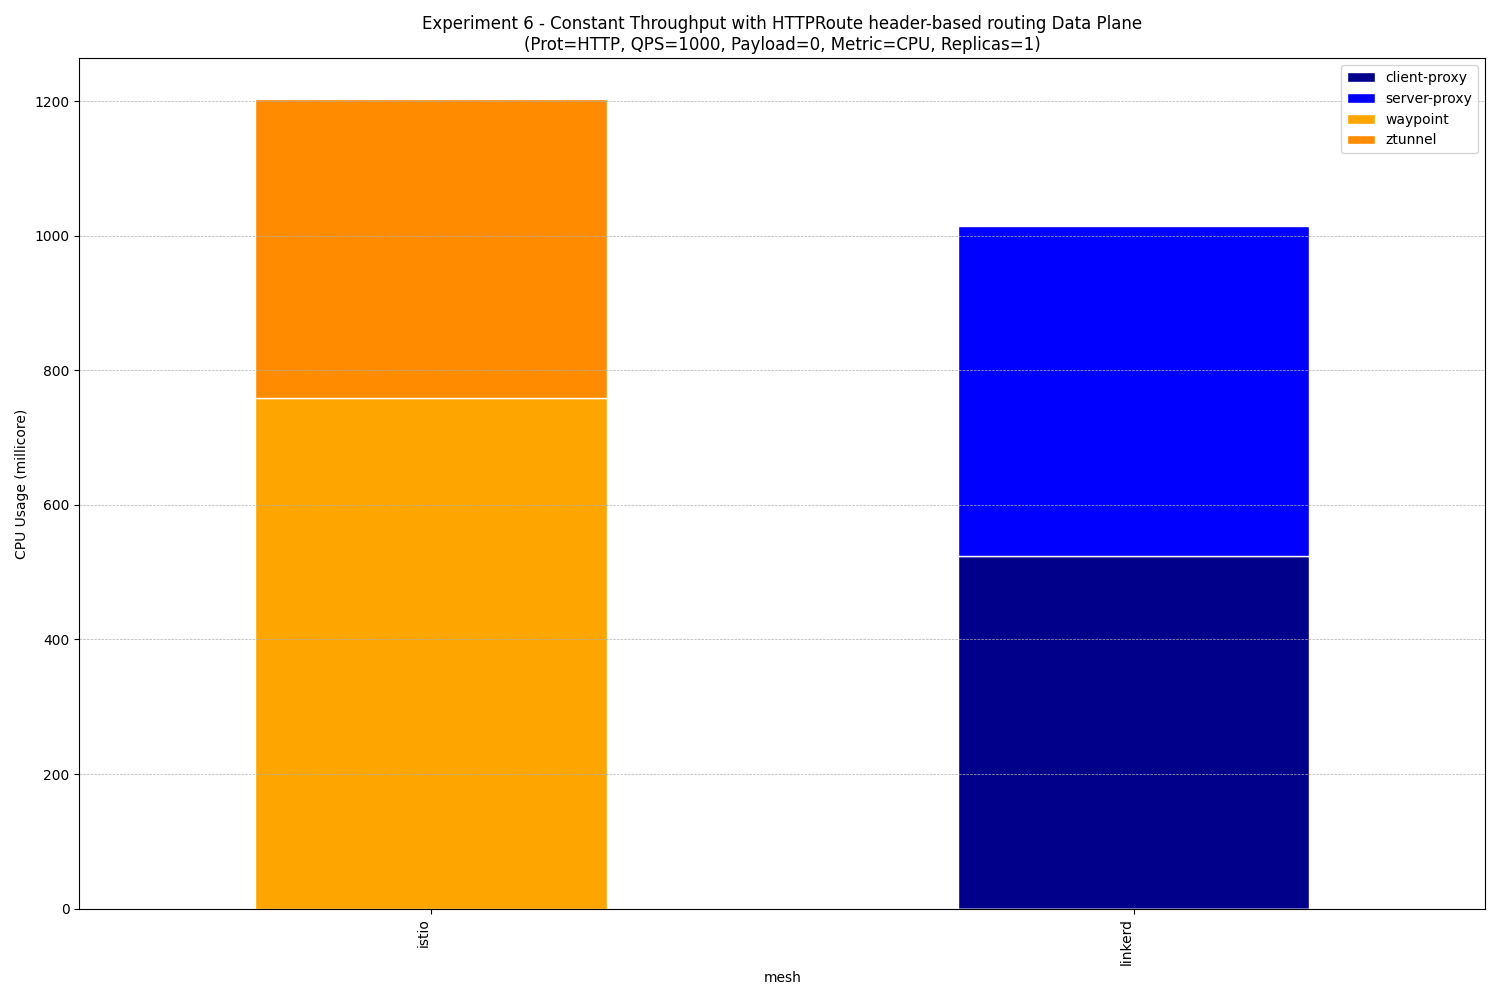 Experiment 6 - Constant Throughput with HTTPRoute header-based routing Data Plane
(Prot=HTTP, QPS=1000, Payload=0, Metric=CPU, Replicas=1)
client-proxy
server-proxy
waypoint
ztunnel
1200
1000
800
600
400
200
0
CPU Usage (millicore)
istio
linkerd
mesh